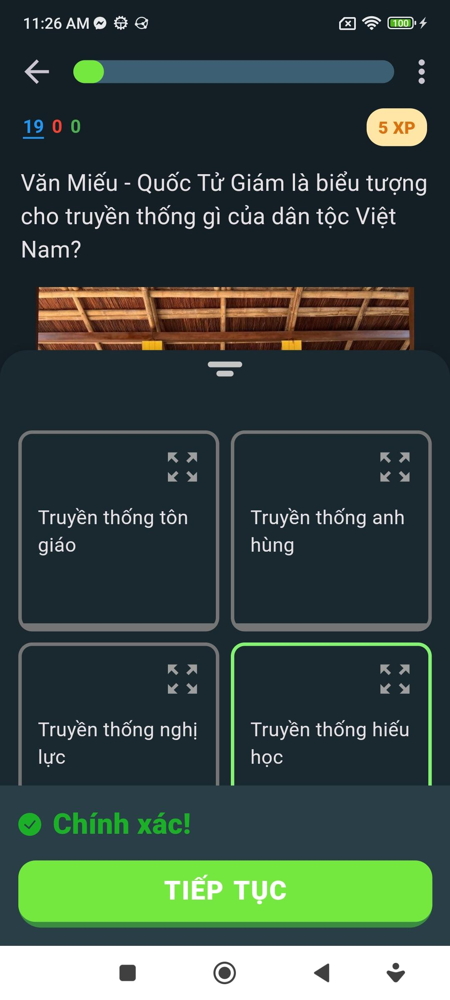 11:26 AM
100
19 0 0
5 XP
Văn Miếu - Quốc Tử Giám là biểu tượng
cho truyền thống gì của dân tộc Việt
Nam?
Truyền thống tôn
giáo
Truyền thống anh
hùng
Truyền thống nghị
lực
Truyền thống hiếu
học
Chính xác!
TIẾP TỤC